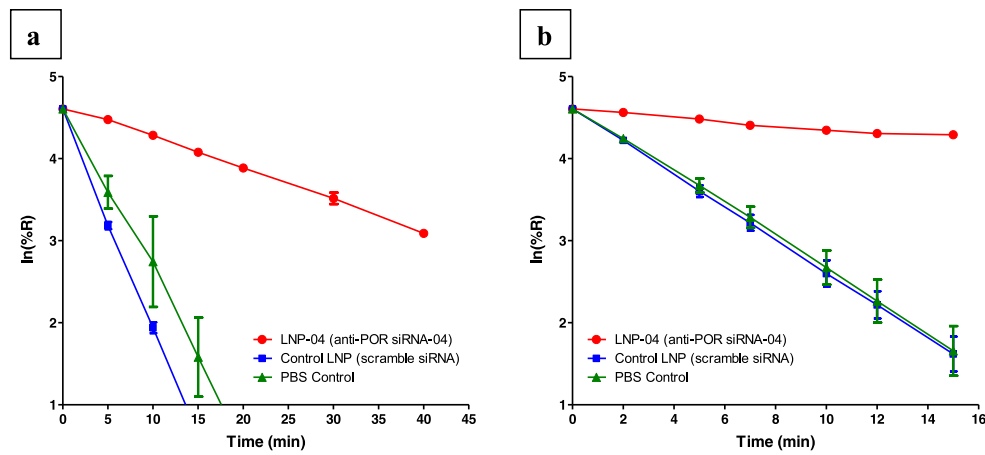 a
5
4
3
2
1
ln(%R)
LNP-04 (anti-POR siRNA-04)
Control LNP (scramble siRNA)
PBS Control
0 5 10 15 20 25 30 35 40 45
Time (min)
b
5
4
3
2
1
ln(%R)
LNP-04 (anti-POR siRNA-04)
Control LNP (scramble siRNA)
PBS Control
0 2 4 6 8 10 12 14 16
Time (min)